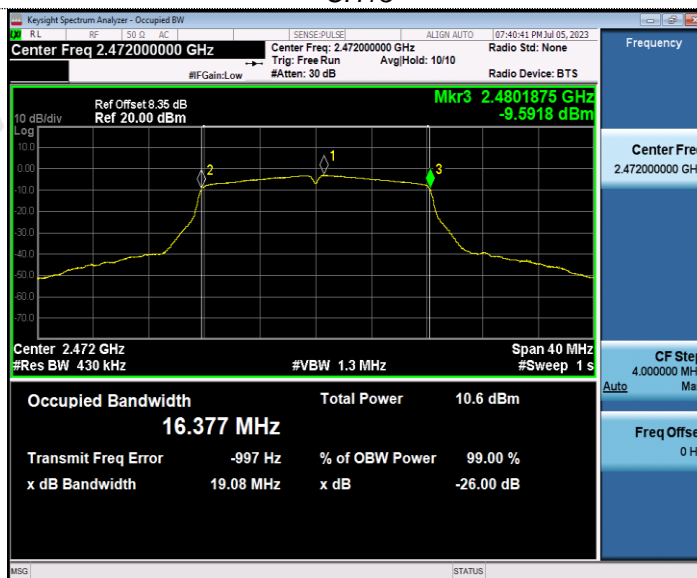 Keysight Spectrum Analyzer - Occupied BW
RL RF 50 Ω AC SENSE:PULSE ALIGN AUTO 07:40:41 PM Jul 05, 2023
Center Freq 2.472000000 GHz
Center Freq: 2.472000000 GHz
Radio Std: None
Trig: Free Run Avg|Hold: 10/10
#IFGain:Low #Atten: 30 dB Radio Device: BTS
Frequency
Mkr3 2.4801875 GHz
-9.5918 dBm
Ref Offset 8.35 dB
10 dB/div Ref 20.00 dBm
Log
10.0
0.00
-10.0
-20.0
-30.0
-40.0
-50.0
-60.0
-70.0
2
1
3
Center 2.472 GHz Span 40 MHz
#Res BW 430 kHz #VBW 1.3 MHz #Sweep 1 s
Center Fre
2.472000000 GH
CF Step
4.000000 MH
Auto Ma
Freq Offse
0 H
Occupied Bandwidth Total Power 10.6 dBm
16.377 MHz
Transmit Freq Error -997 Hz % of OBW Power 99.00 %
x dB Bandwidth 19.08 MHz x dB -26.00 dB
MSG STATUS